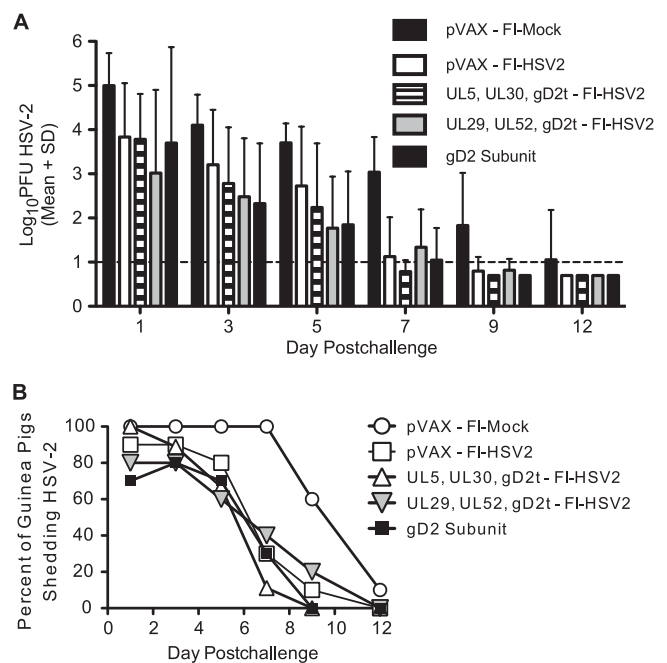 A
pVAX - FI-Mock
pVAX - FI-HSV2
UL5, UL30, gD2t - FI-HSV2
UL29, UL52, gD2t - FI-HSV2
gD2 Subunit
Log10PFU HSV-2
(Mean + SD)
6
5
4
3
2
1
0
1 3 5 7 9 12
Day Postchallenge
B
pVAX - FI-Mock
pVAX - FI-HSV2
UL5, UL30, gD2t - FI-HSV2
UL29, UL52, gD2t - FI-HSV2
gD2 Subunit
Percent of Guinea Pigs
Shedding HSV-2
100
80
60
40
20
0
0 2 4 6 8 10 12
Day Postchallenge